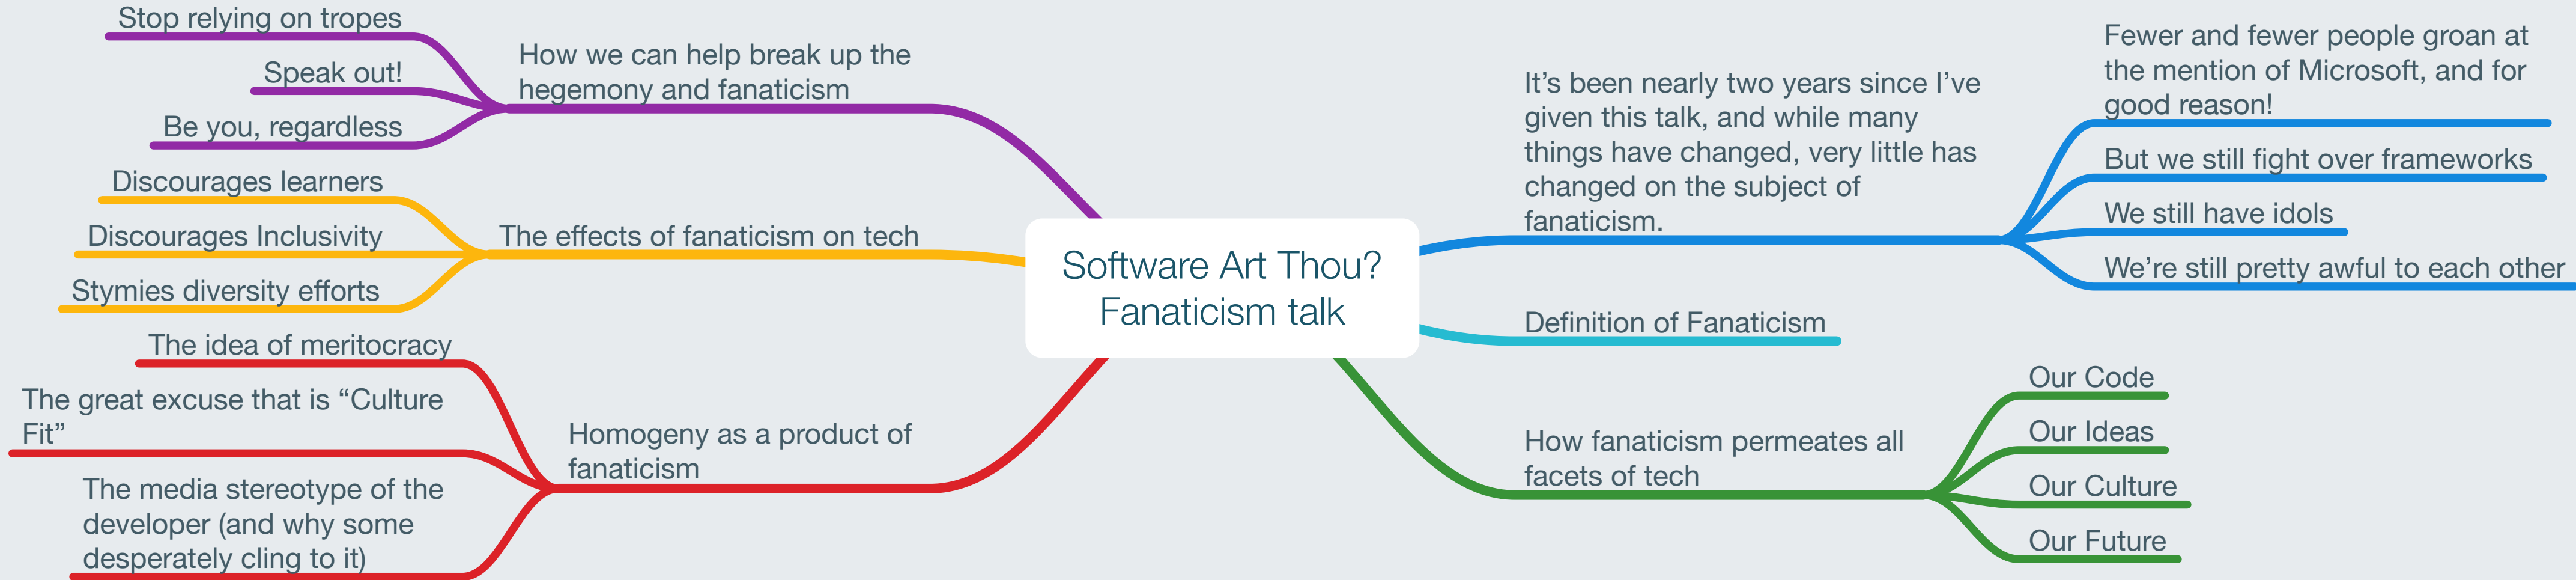 Software Art Thou?
Fanaticism talk
It’s been nearly two years since I’ve
given this talk, and while many
things have changed, very little has
changed on the subject of
fanaticism.
Fewer and fewer people groan at
the mention of Microsoft, and for
good reason!
But we still fight over frameworks
We still have idols
We’re still pretty awful to each other
Definition of Fanaticism
How fanaticism permeates all
facets of tech
Our Code
Our Ideas
Our Culture
Our Future
How we can help break up the
hegemony and fanaticism
Stop relying on tropes
Speak out!
Be you, regardless
The effects of fanaticism on tech
Discourages learners
Discourages Inclusivity
Stymies diversity efforts
Homogeny as a product of
fanaticism
The idea of meritocracy
The great excuse that is “Culture
Fit”
The media stereotype of the
developer (and why some
desperately cling to it)